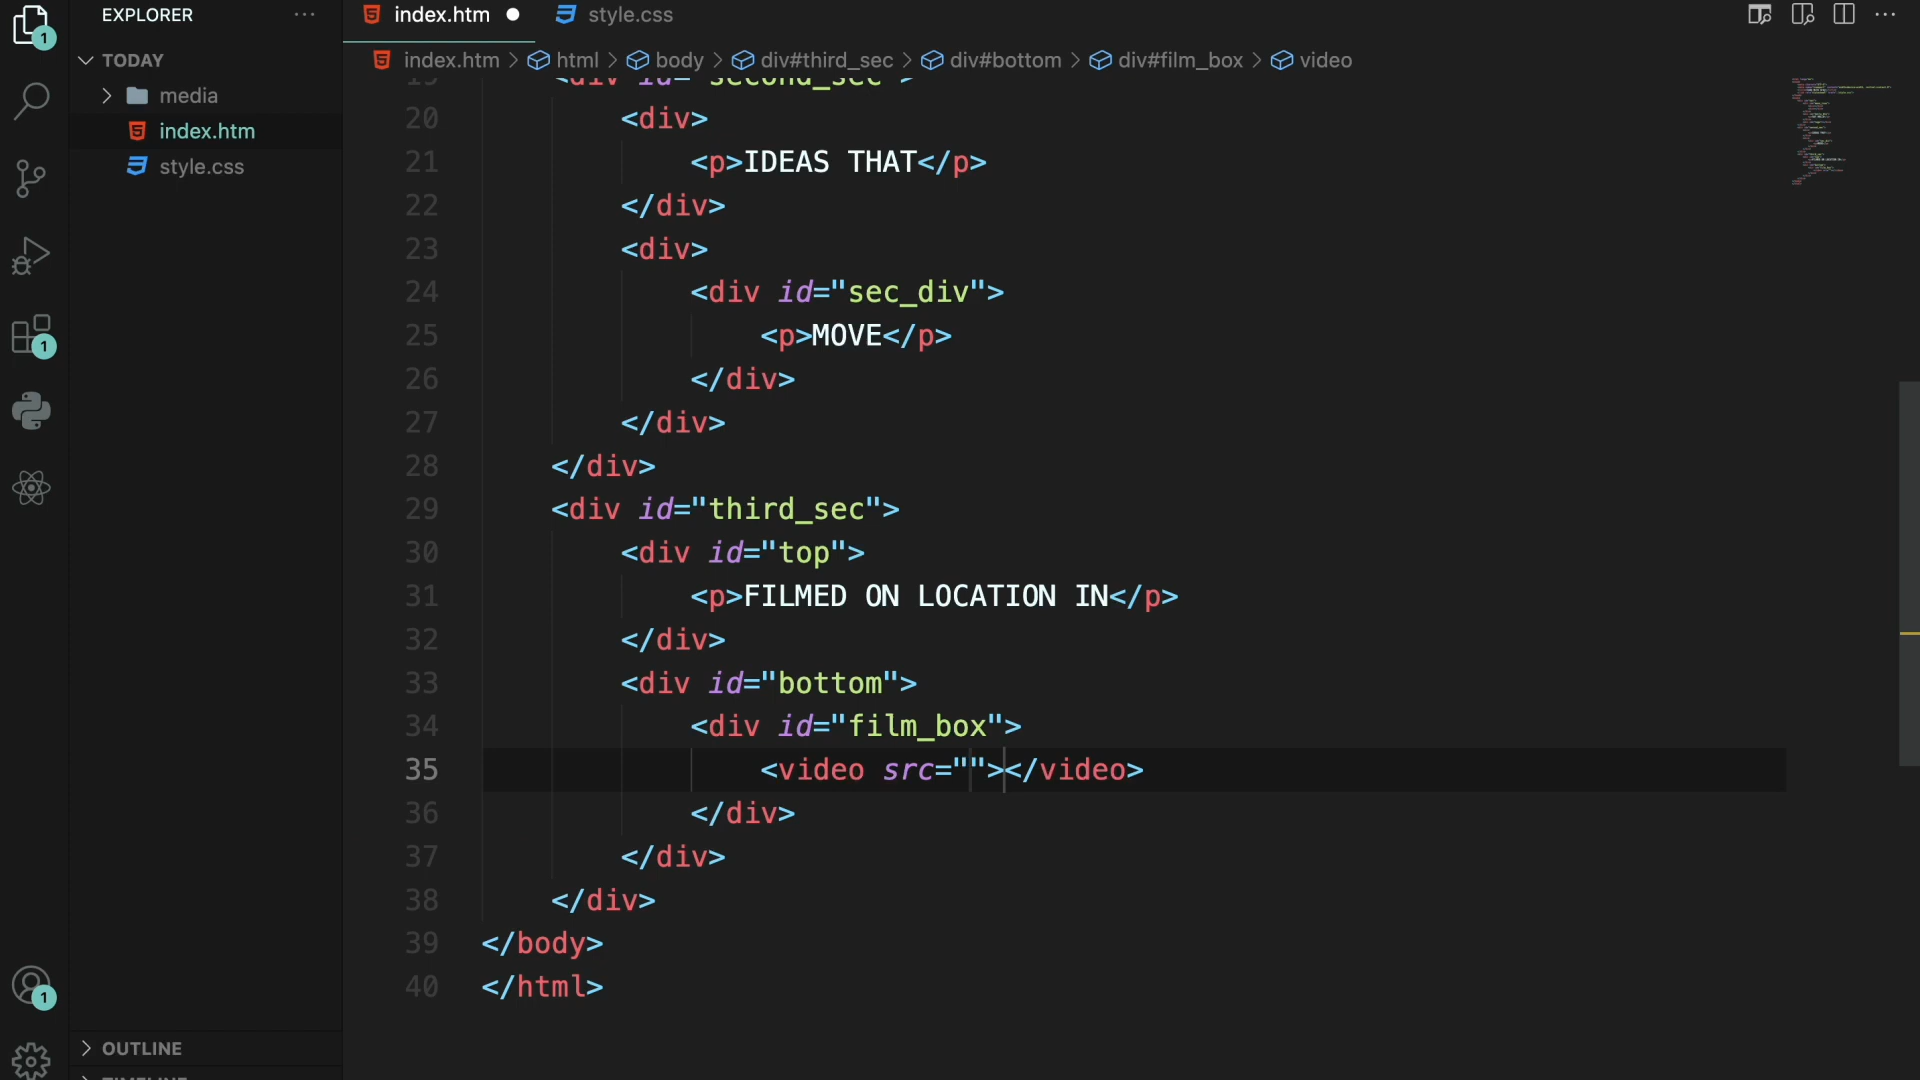 EXPLORER
TODAY
media
index.htm
style.css
OUTLINE
TIMELINE
1
1
1
index.htm
style.css
index.htm > html > body > div#third_sec > div#bottom > div#film_box > video
19 <div id="second_sec">
20 <div>
21 <p>IDEAS THAT</p>
22 </div>
23 <div>
24 <div id="sec_div">
25 <p>MOVE</p>
26 </div>
27 </div>
28 </div>
29 <div id="third_sec">
30 <div id="top">
31 <p>FILMED ON LOCATION IN</p>
32 </div>
33 <div id="bottom">
34 <div id="film_box">
35 <video src=""></video>
36 </div>
37 </div>
38 </div>
39 </body>
40 </html>